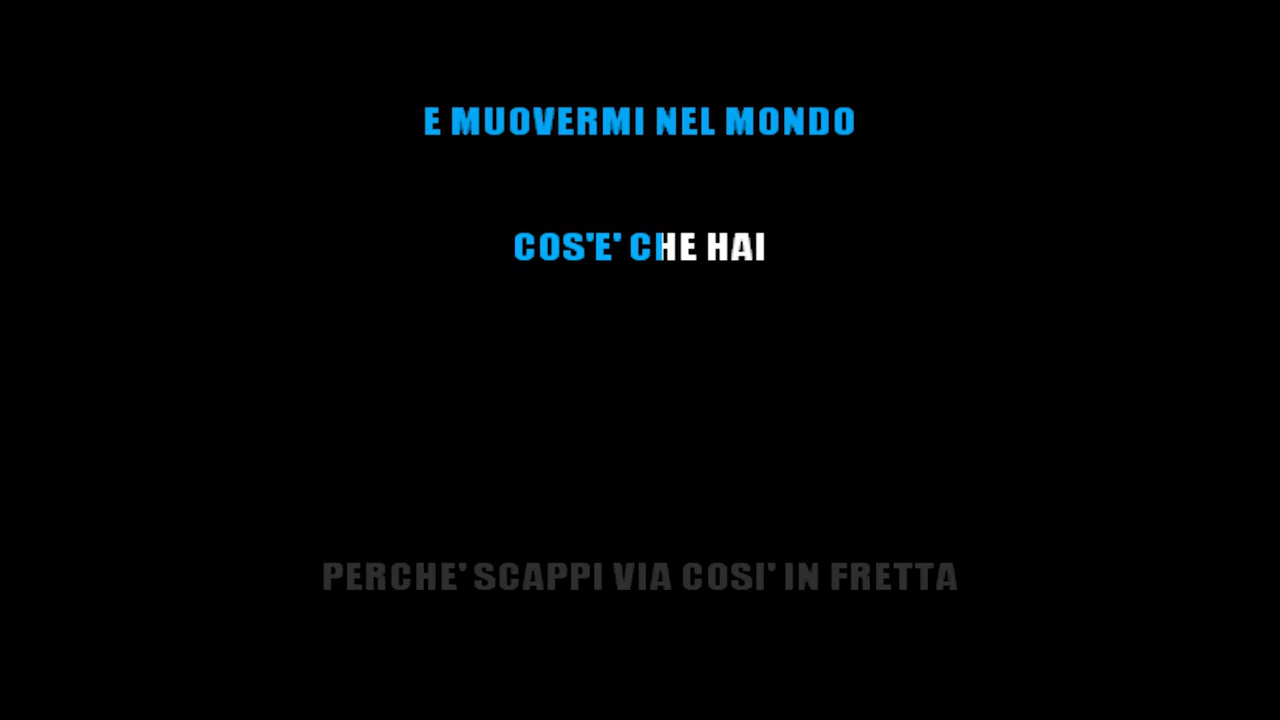 E MUOVERMI NEL MONDO
COS'E' CHE HAI
PERCHE' SCAPPI VIA COSI' IN FRETTA